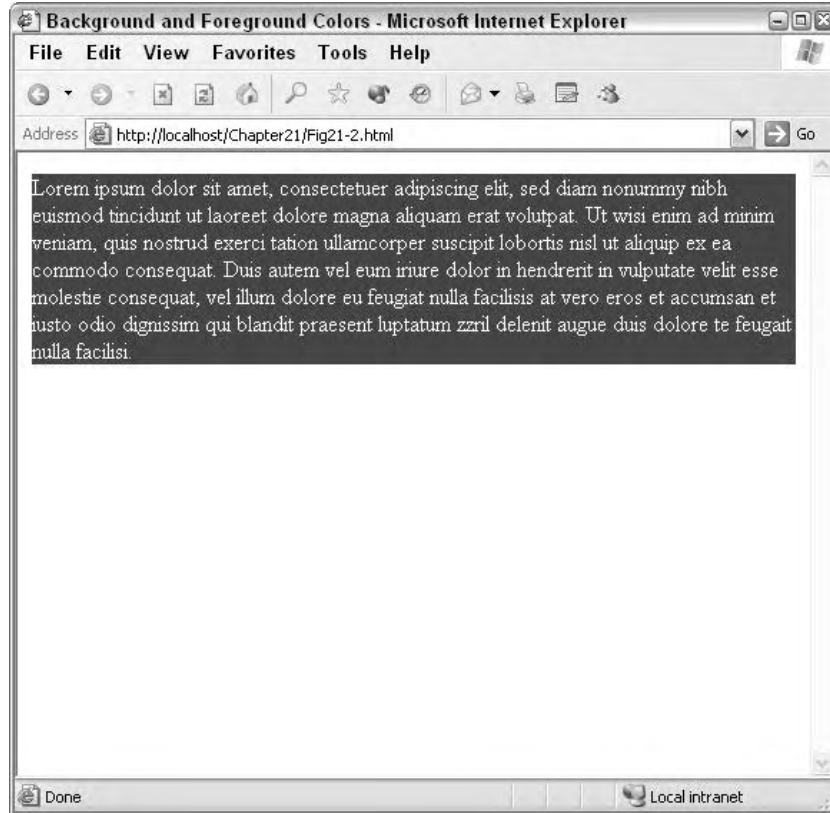 Background and Foreground Colors - Microsoft Internet Explorer
File Edit View Favorites Tools Help
Address http://localhost/Chapter21/Fig21-2.html Go
Lorem ipsum dolor sit amet, consectetuer adipiscing elit, sed diam nonummy nibh
euismod tincidunt ut laoreet dolore magna aliquam erat volutpat. Ut wisi enim ad minim
veniam, quis nostrud exerci tation ullamcorper suscipit lobortis nisl ut aliquip ex ea
commodo consequat. Duis autem vel eum iriure dolor in hendrerit in vulputate velit esse
molestie consequat, vel illum dolore eu feugiat nulla facilisis at vero eros et accumsan et
iusto odio dignissim qui blandit praesent luptatum zzril delenit augue duis dolore te feugait
nulla facilisi.
Done Local intranet